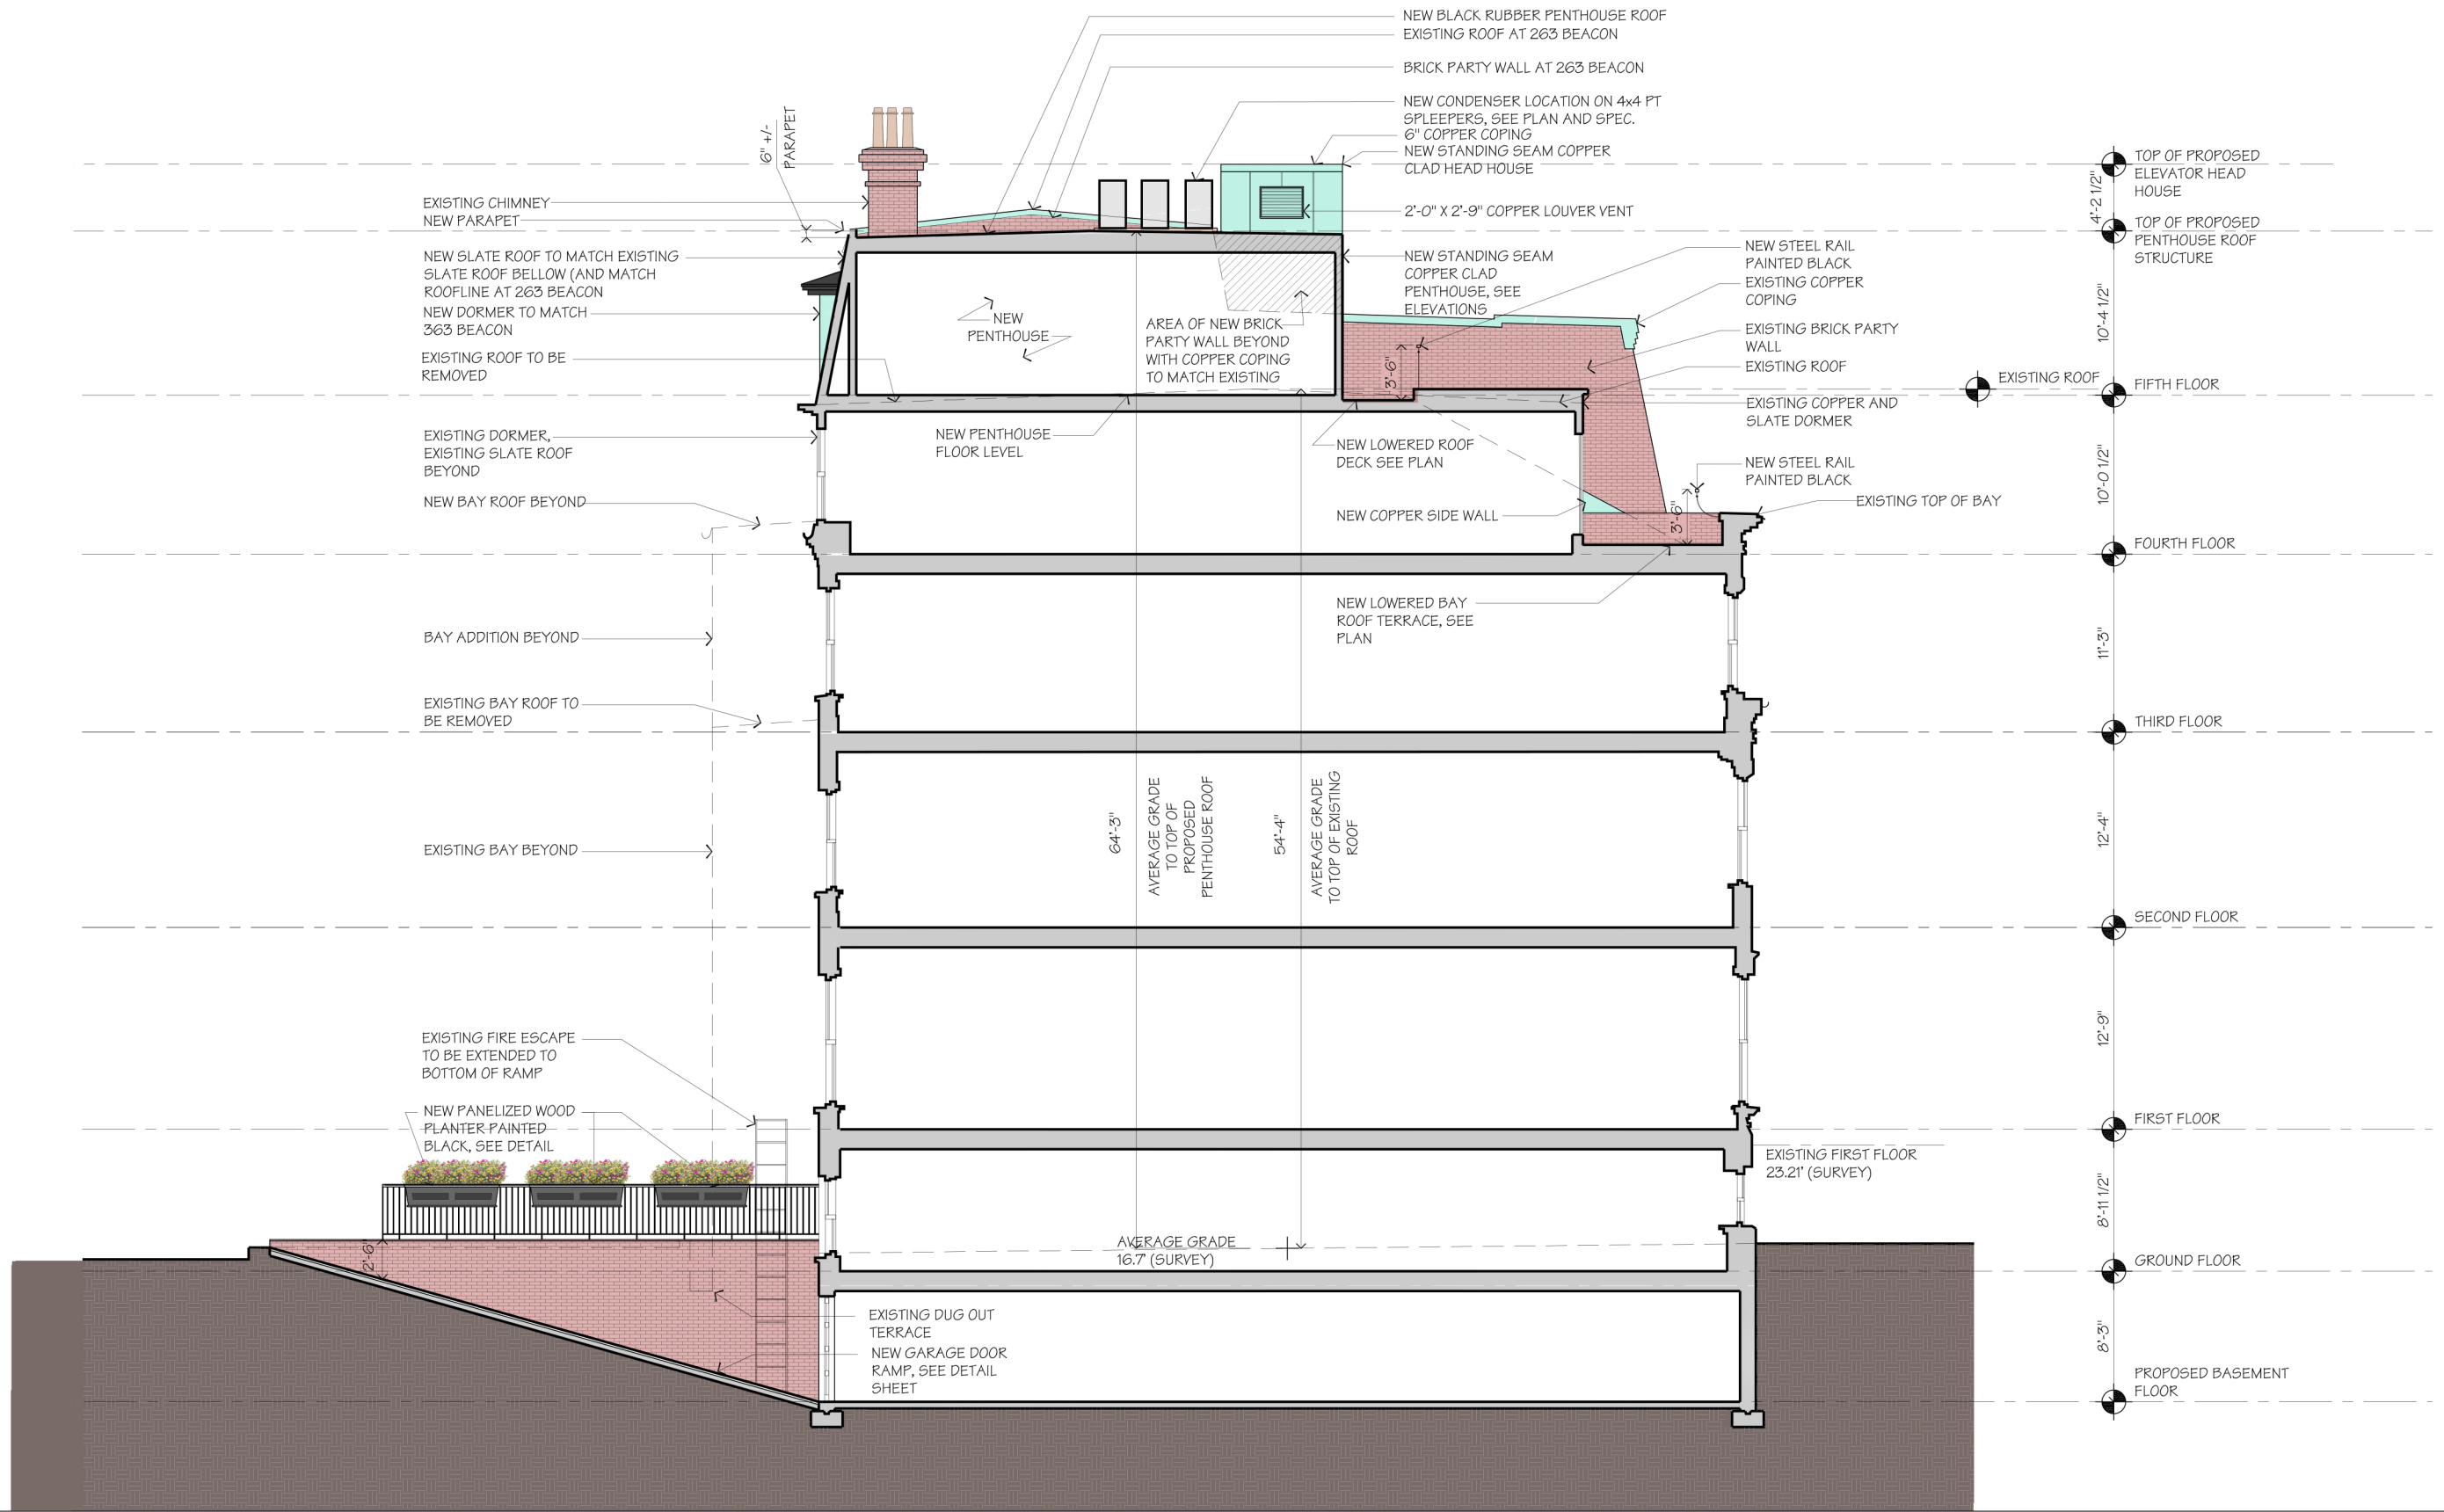 NEW BLACK RUBBER PENTHOUSE ROOF
EXISTING ROOF AT 263 BEACON
BRICK PARTY WALL AT 263 BEACON
NEW CONDENSER LOCATION ON 4x4 PT
SPLEEPERS, SEE PLAN AND SPEC.
6" COPPER COPING
NEW STANDING SEAM COPPER
CLAD HEAD HOUSE
2'-0" X 2'-9" COPPER LOUVER VENT
NEW STANDING SEAM
COPPER CLAD
PENTHOUSE, SEE
ELEVATIONS
6" +/-
PARAPET
EXISTING CHIMNEY
NEW PARAPET
NEW SLATE ROOF TO MATCH EXISTING
SLATE ROOF BELLOW (AND MATCH
ROOFLINE AT 263 BEACON
NEW DORMER TO MATCH
363 BEACON
EXISTING ROOF TO BE
REMOVED
EXISTING DORMER,
EXISTING SLATE ROOF
BEYOND
NEW BAY ROOF BEYOND
BAY ADDITION BEYOND
EXISTING BAY ROOF TO
BE REMOVED
EXISTING BAY BEYOND
EXISTING FIRE ESCAPE
TO BE EXTENDED TO
BOTTOM OF RAMP
NEW PANELIZED WOOD
PLANTER PAINTED
BLACK, SEE DETAIL
2'-6"
NEW
PENTHOUSE
AREA OF NEW BRICK
PARTY WALL BEYOND
WITH COPPER COPING
TO MATCH EXISTING
NEW PENTHOUSE
FLOOR LEVEL
NEW LOWERED ROOF
DECK SEE PLAN
NEW COPPER SIDE WALL
NEW LOWERED BAY
ROOF TERRACE, SEE
PLAN
3'-6"
3'-6"
64'-3"
AVERAGE GRADE
TO TOP OF
PROPOSED
PENTHOUSE ROOF
54'-4"
AVERAGE GRADE
TO TOP OF EXISTING
ROOF
AVERAGE GRADE
16.7' (SURVEY)
EXISTING DUG OUT
TERRACE
NEW GARAGE DOOR
RAMP, SEE DETAIL
SHEET
NEW STEEL RAIL
PAINTED BLACK
EXISTING COPPER
COPING
EXISTING BRICK PARTY
WALL
EXISTING ROOF
EXISTING COPPER AND
SLATE DORMER
NEW STEEL RAIL
PAINTED BLACK
EXISTING TOP OF BAY
EXISTING FIRST FLOOR
23.21' (SURVEY)
EXISTING ROOF
TOP OF PROPOSED
ELEVATOR HEAD
HOUSE
4'-2 1/2"
TOP OF PROPOSED
PENTHOUSE ROOF
STRUCTURE
10'-4 1/2"
FIFTH FLOOR
10'-0 1/2"
FOURTH FLOOR
11'-3"
THIRD FLOOR
12'-4"
SECOND FLOOR
12'-9"
FIRST FLOOR
8'-11 1/2"
GROUND FLOOR
8'-3"
PROPOSED BASEMENT
FLOOR